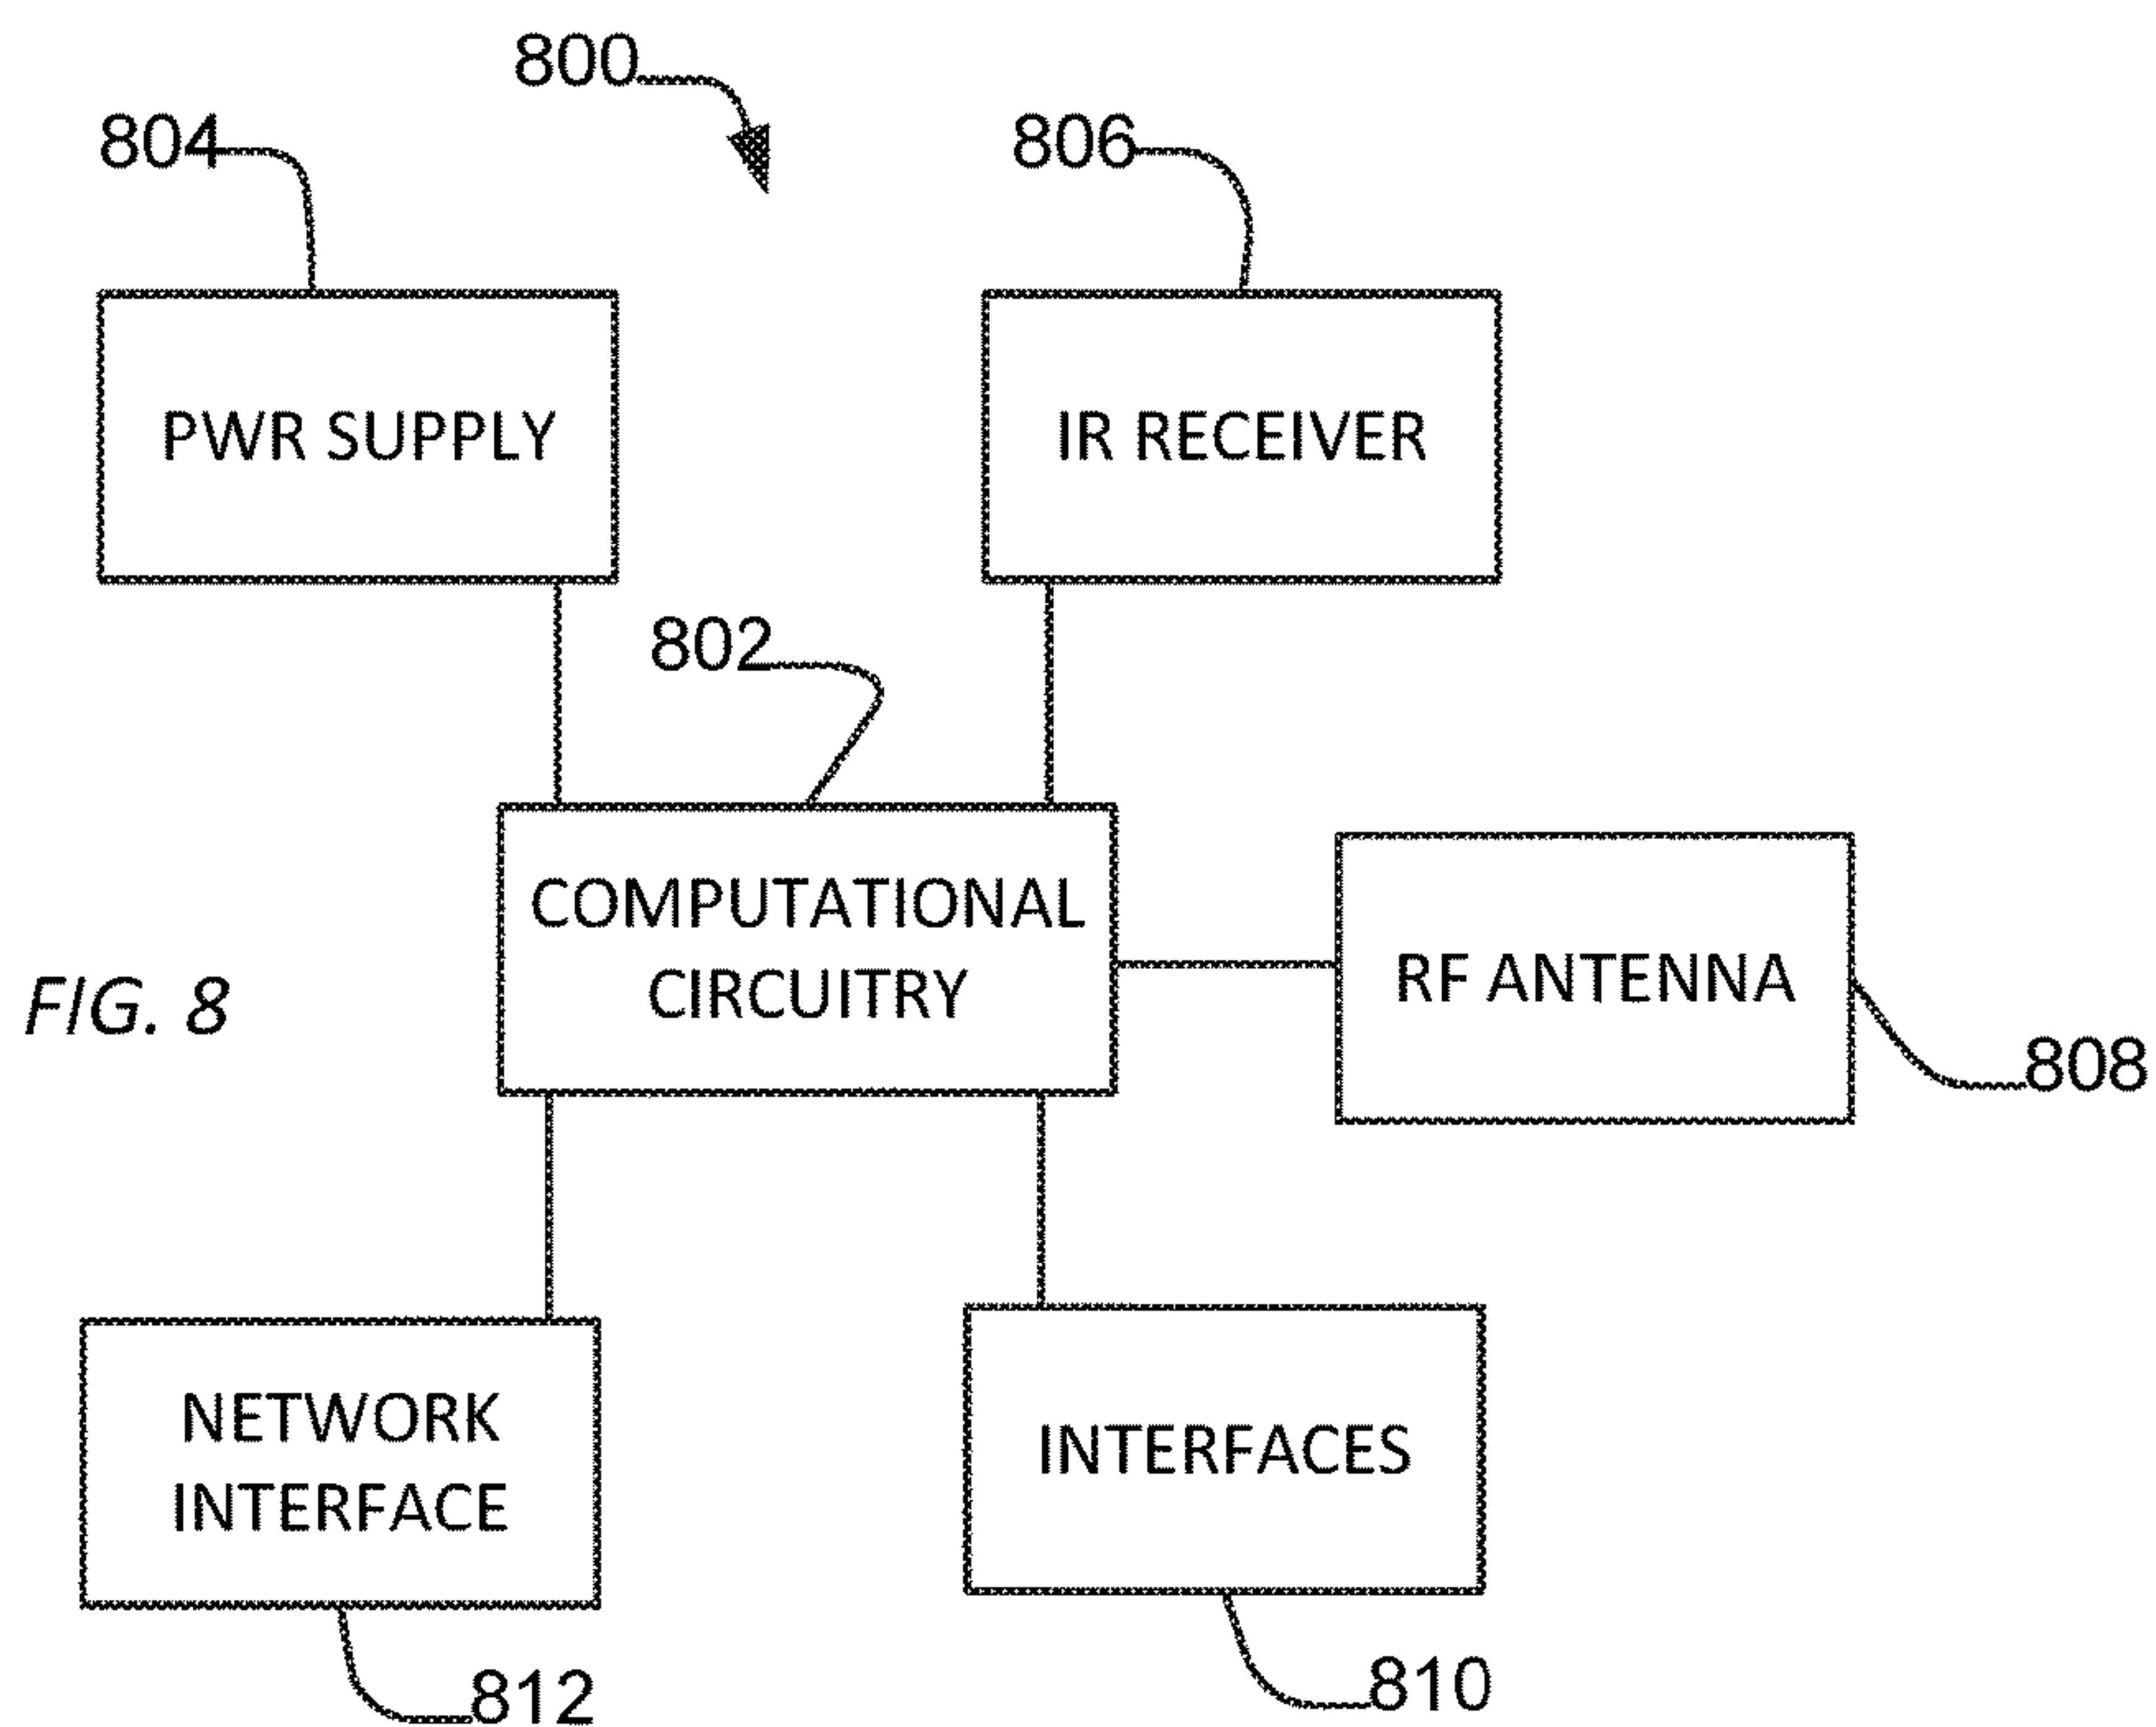 800
804
806
PWR SUPPLY
IR RECEIVER
802
COMPUTATIONAL
CIRCUITRY
RF ANTENNA
FIG. 8
808
NETWORK
INTERFACE
INTERFACES
812
810